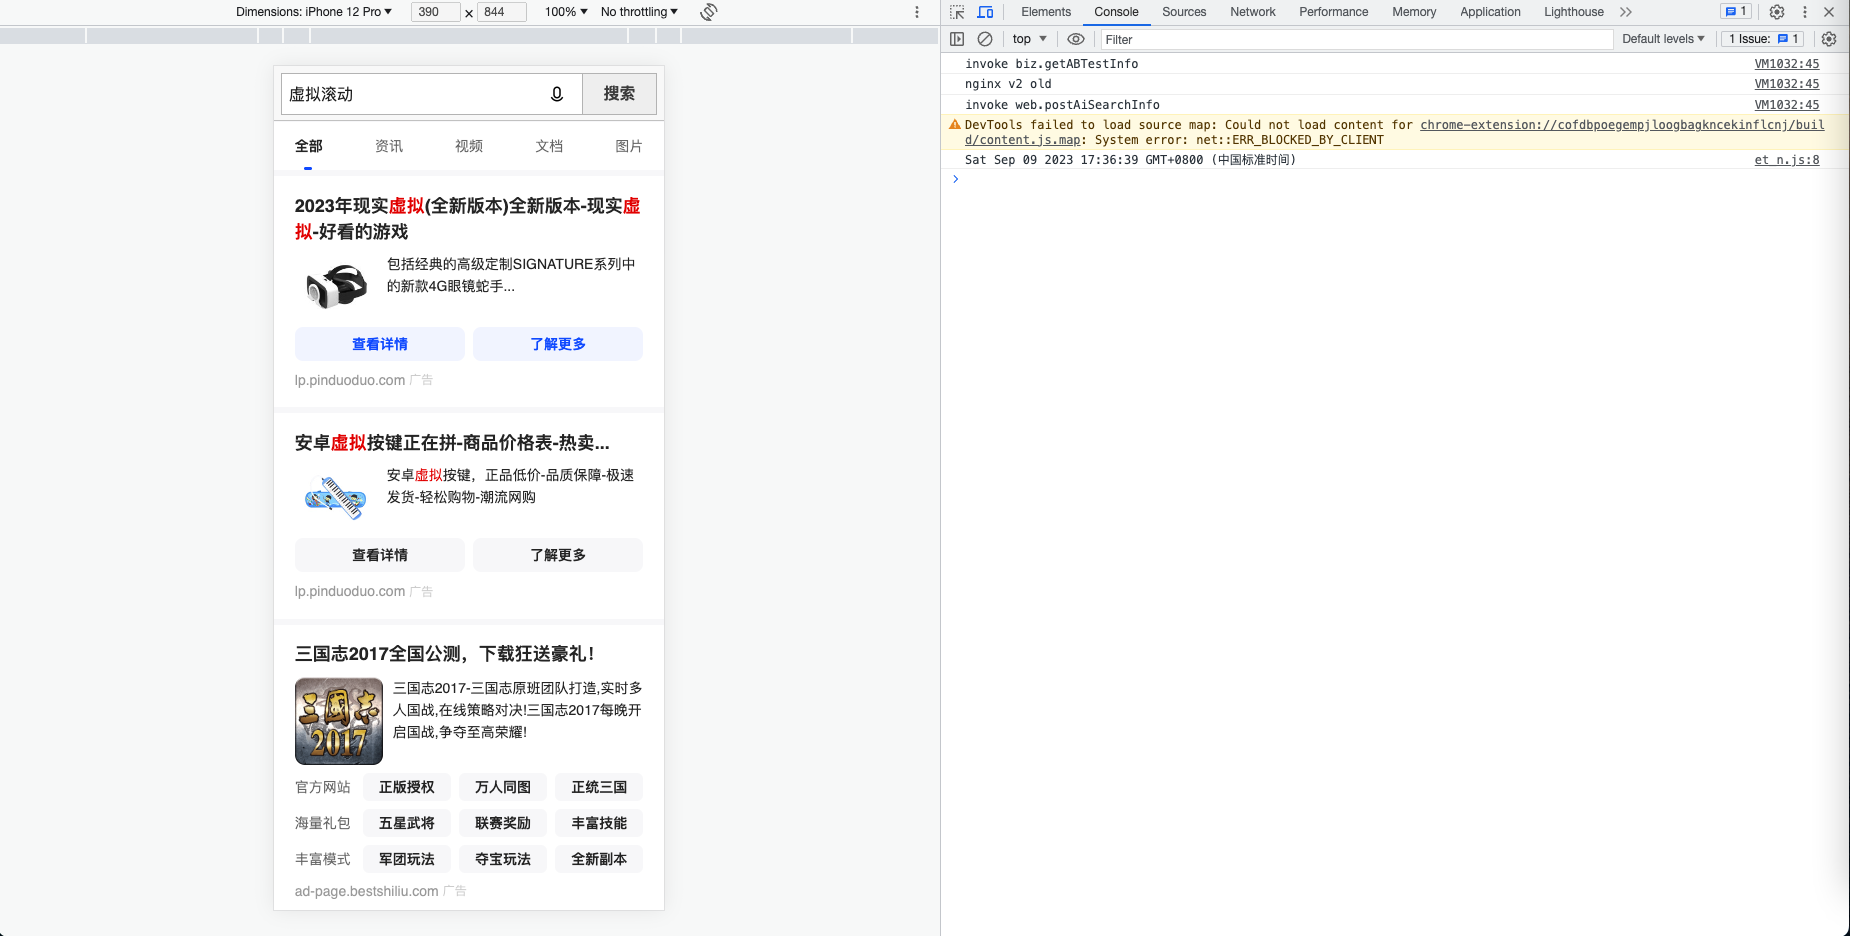 Dimensions: iPhone 12 Pro 390 × 844 100% No throttling
虚拟滚动 搜索
全部 资讯 视频 文档 图片
2023年现实虚拟(全新版本)全新版本-现实虚
拟-好看的游戏
包括经典的高级定制SIGNATURE系列中
的新款4G眼镜蛇手...
查看详情 了解更多
lp.pinduoduo.com 广告
安卓虚拟按键正在拼-商品价格表-热卖...
安卓虚拟按键，正品低价-品质保障-极速
发货-轻松购物-潮流网购
查看详情 了解更多
lp.pinduoduo.com 广告
三国志2017全国公测，下载狂送豪礼！
三國志
2017
三国志2017-三国志原班团队打造,实时多
人国战,在线策略对决!三国志2017每晚开
启国战,争夺至高荣耀!
官方网站 正版授权 万人同图 正统三国
海量礼包 五星武将 联赛奖励 丰富技能
丰富模式 军团玩法 夺宝玩法 全新副本
ad-page.bestshiliu.com 广告
Elements Console Sources Network Performance Memory Application Lighthouse 1
top Filter Default levels 1 Issue: 1
invoke biz.getABTestInfo VM1032:45
nginx v2 old VM1032:45
invoke web.postAiSearchInfo VM1032:45
DevTools failed to load source map: Could not load content for chrome-extension://cofdbpoegempjloogbagkncekinflcnj/buil
d/content.js.map: System error: net::ERR_BLOCKED_BY_CLIENT
Sat Sep 09 2023 17:36:39 GMT+0800 (中国标准时间) et_n.js:8